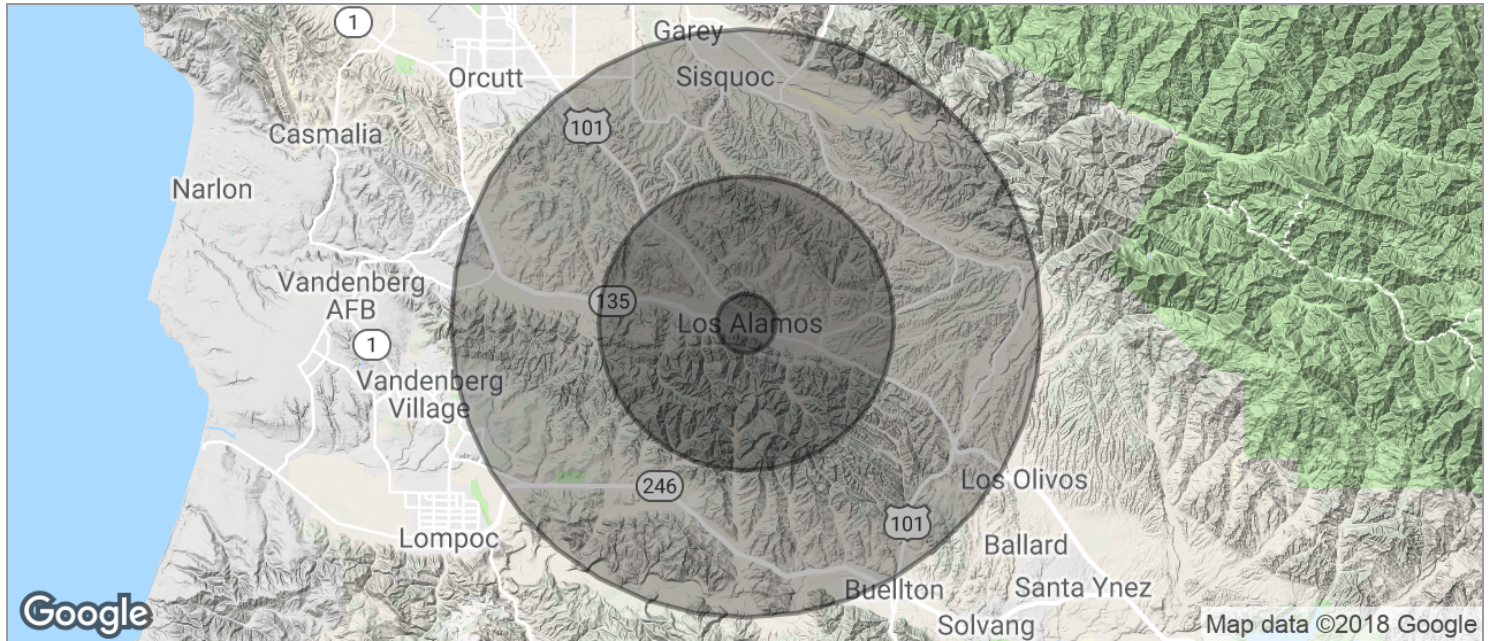 1
Garey
Orcutt
Sisquoc
101
Casmalia
Narlon
Vandenberg
AFB
135
Los Alamos
1
Vandenberg
Village
246
Los Olivos
101
Lompoc
Ballard
Buellton
Santa Ynez
Solvang
Google
Map data ©2018 Google